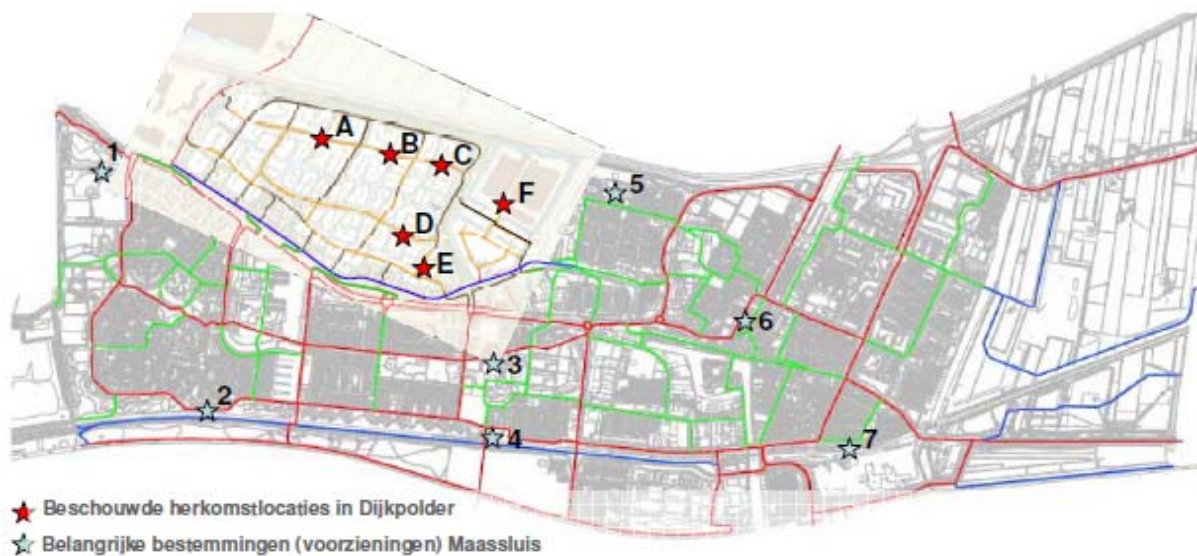 A
B
C
1
5
F
D
E
6
3
2
4
7
Beschouwde herkomstlocaties in Dijkpolder
Belangrijke bestemmingen (voorzieningen) Maassluis